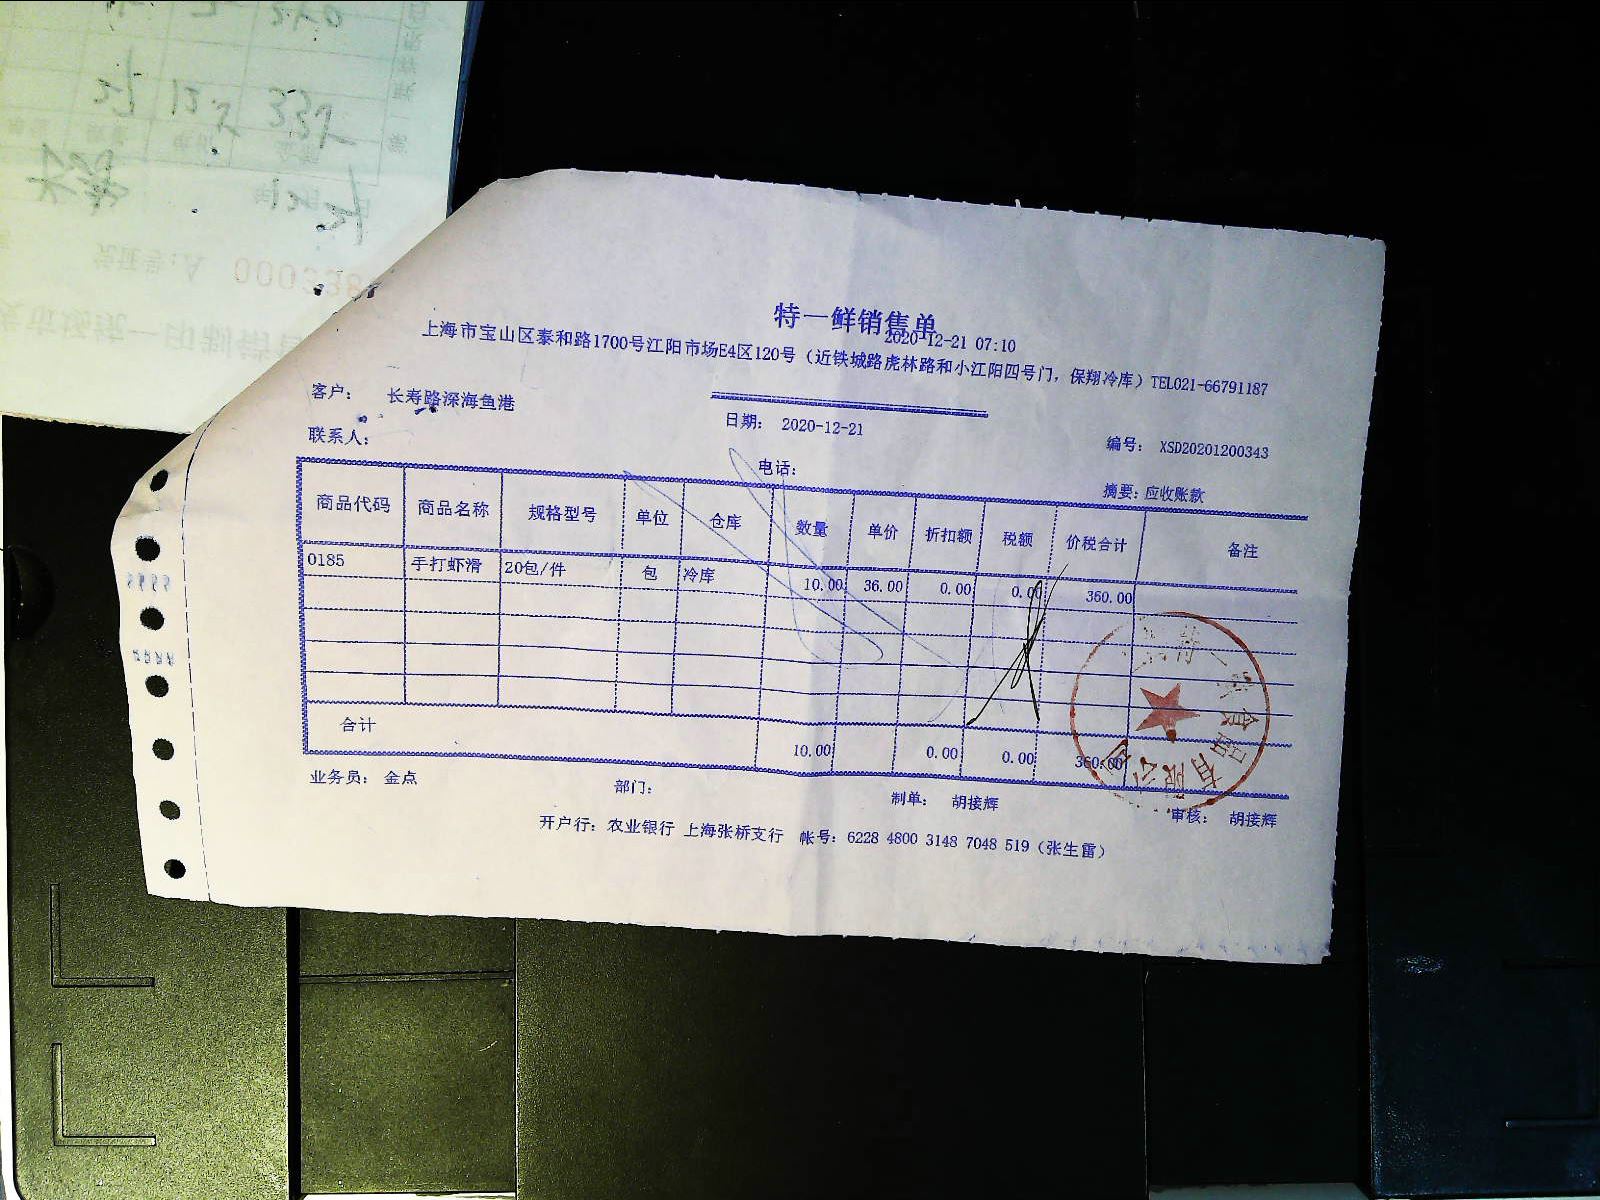 特一鲜销售单
2020-12-21 07:10
上海市宝山区泰和路1700号江阳市场E4区120号（近铁城路虎林路和小江阳四号门，保翔冷库）TEL021-66791187
客户： 长寿路深海鱼港 日期： 2020-12-21 编号： XSD20201200343
联系人： 电话： 摘要：应收账款
商品代码 商品名称 规格型号 单位 仓库 数量 单价 折扣额 税额 价税合计 备注
0185 手打虾滑 20包/件 包 冷库 10.00 36.00 0.00 0.00 360.00
合计 10.00 0.00 0.00 360.00
业务员： 金点 部门： 制单： 胡接辉 审核： 胡接辉
开户行：农业银行 上海张桥支行 帐号：6228 4800 3148 7048 519（张生雷）
食品有限公司